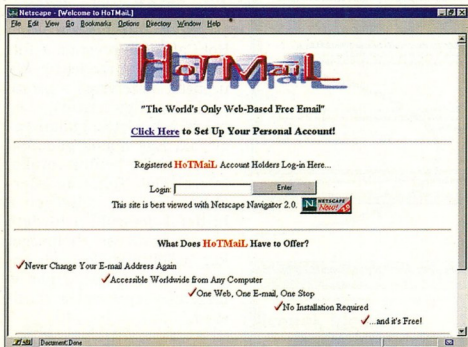 Netscape - [Welcome to HoTMaiL]
File Edit View Go Bookmarks Options Directory Window Help
HoTMaiL
"The World's Only Web-Based Free Email"
Click Here to Set Up Your Personal Account!
Registered HoTMaiL Account Holders Log-in Here...
Login: Enter
This site is best viewed with Netscape Navigator 2.0. N NETSCAPE NOW!
What Does HoTMaiL Have to Offer?
✓Never Change Your E-mail Address Again
✓Accessible Worldwide from Any Computer
✓One Web, One E-mail, One Stop
✓No Installation Required
✓...and it's Free!
Document: Done